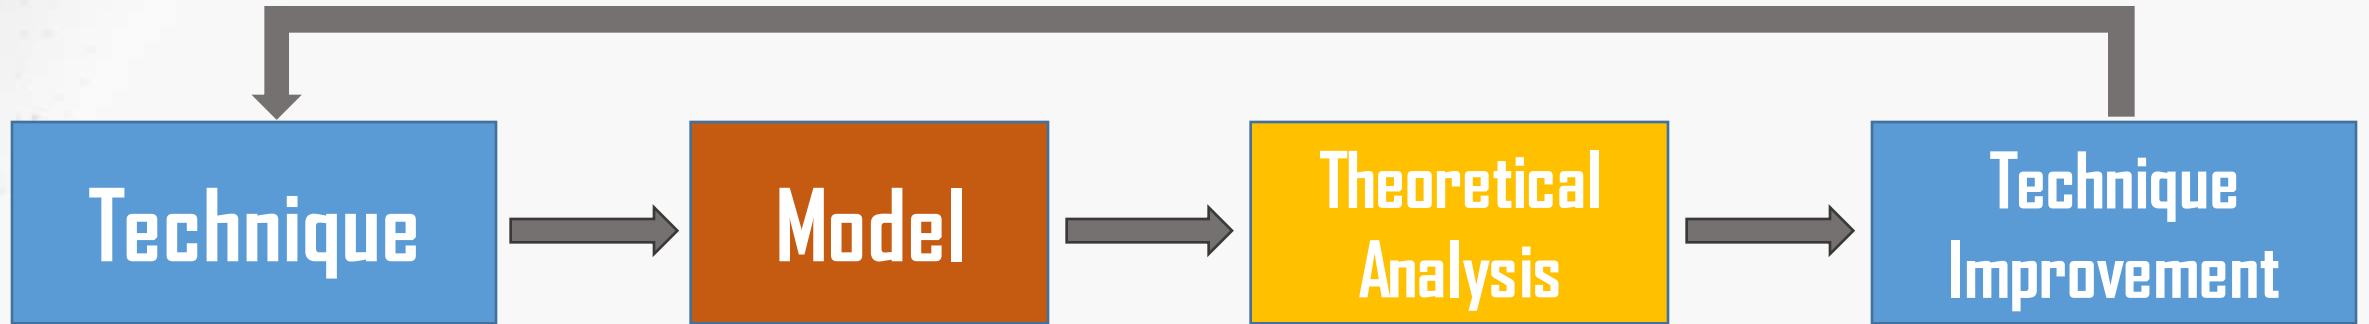 Technique
Model
Theoretical
Analysis
Technique
Improvement